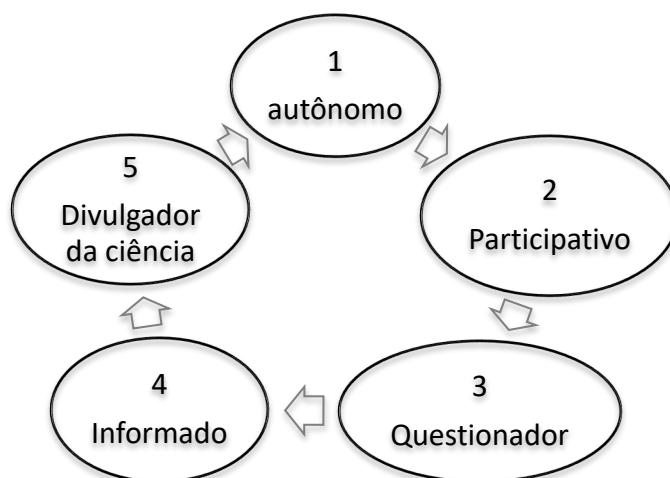 1
autônomo
2
Participativo
3
Questionador
4
Informado
5
Divulgador
da ciência